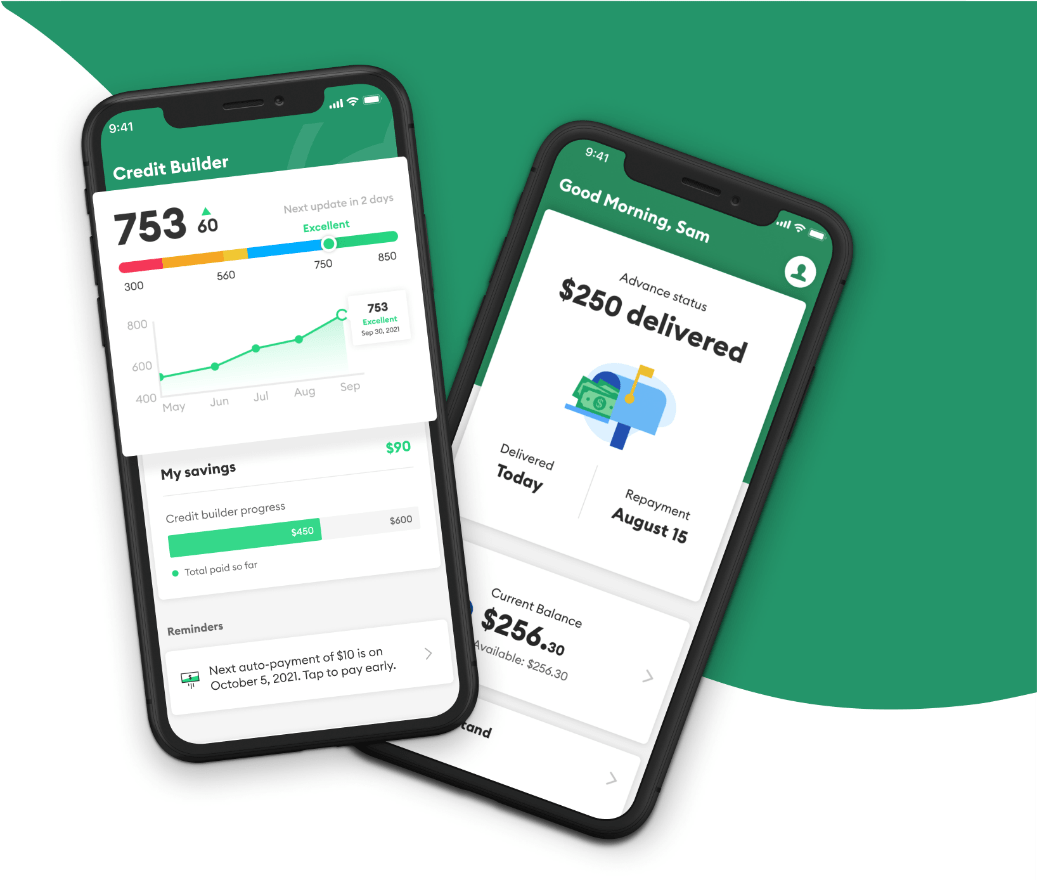 9:41
Credit Builder
753
60
Next update in 2 days
Excellent
300
560
750
850
800
600
400
May
Jun
Jul
Aug
Sep
753
Excellent
Sep 30, 2021
My savings
$90
Credit builder progress
$450
$600
Total paid so far
Reminders
Next auto-payment of $10 is on
October 5, 2021. Tap to pay early.
9:41
Good Morning, Sam
Advance status
$250 delivered
Delivered
Today
Repayment
August 15
Current Balance
$256.30
Available: $256.30